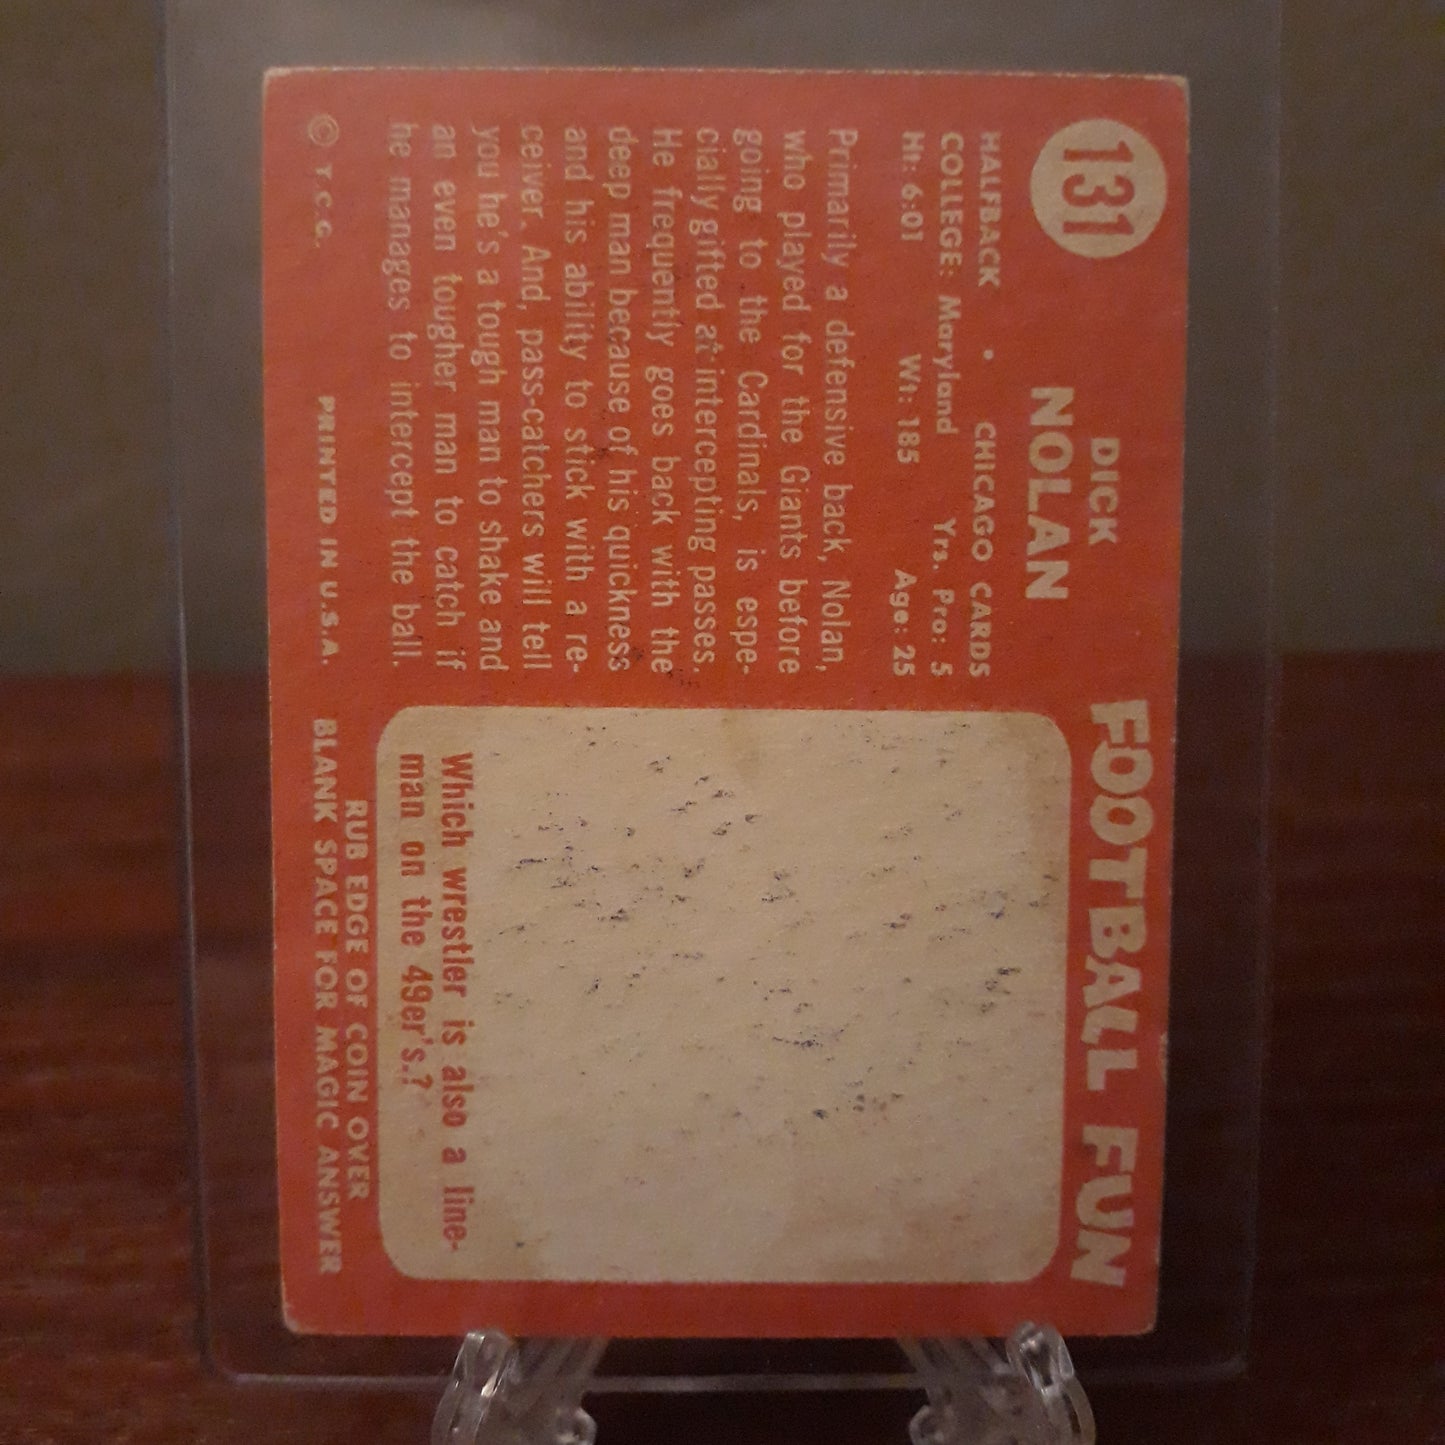 131
DICK
NOLAN
HALFBACK • CHICAGO CARDS
COLLEGE: Maryland Yrs. Pro: 5
Ht: 6:01 Wt: 185 Age: 25
Primarily a defensive back, Nolan,
who played for the Giants before
going to the Cardinals, is espe-
cially gifted at intercepting passes.
He frequently goes back with the
deep man because of his quickness
and his ability to stick with a re-
ceiver. And, pass-catchers will tell
you he's a tough man to shake and
an even tougher man to catch if
he manages to intercept the ball.
© T.C.G. PRINTED IN U.S.A.
FOOTBALL FUN
Which wrestler is also a line-
man on the 49er's.?
RUB EDGE OF COIN OVER
BLANK SPACE FOR MAGIC ANSWER